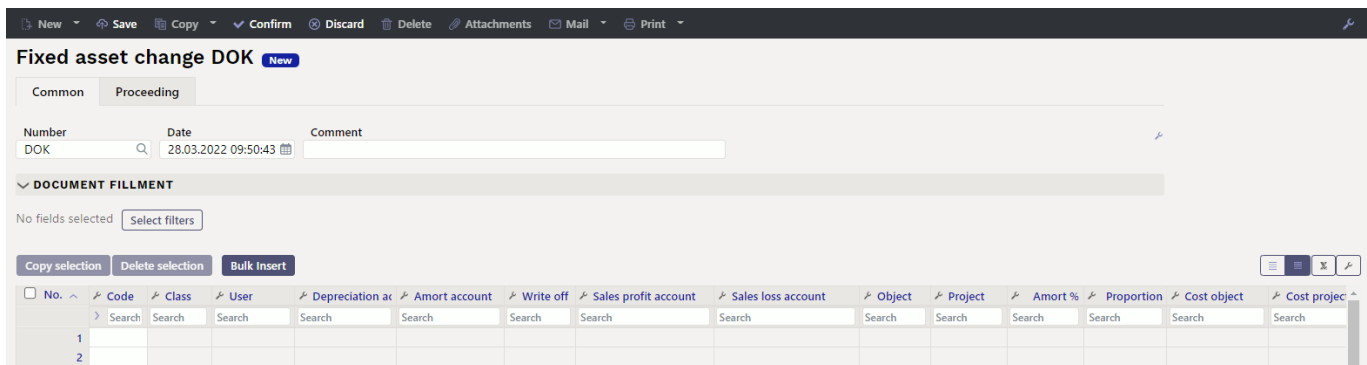 New Save Copy Confirm Discard Delete Attachments Mail Print
Fixed asset change DOK New
Common Proceeding
Number Date Comment
DOK 28.03.2022 09:50:43
DOCUMENT FILLMENT
No fields selected Select filters
Copy selection Delete selection Bulk Insert
No. Code Class User Depreciation ac Amort account Write off Sales profit account Sales loss account Object Project Amort % Proportion Cost object Cost projec
Search Search Search Search Search Search Search Search Search Search Search Search Search Search
1
2